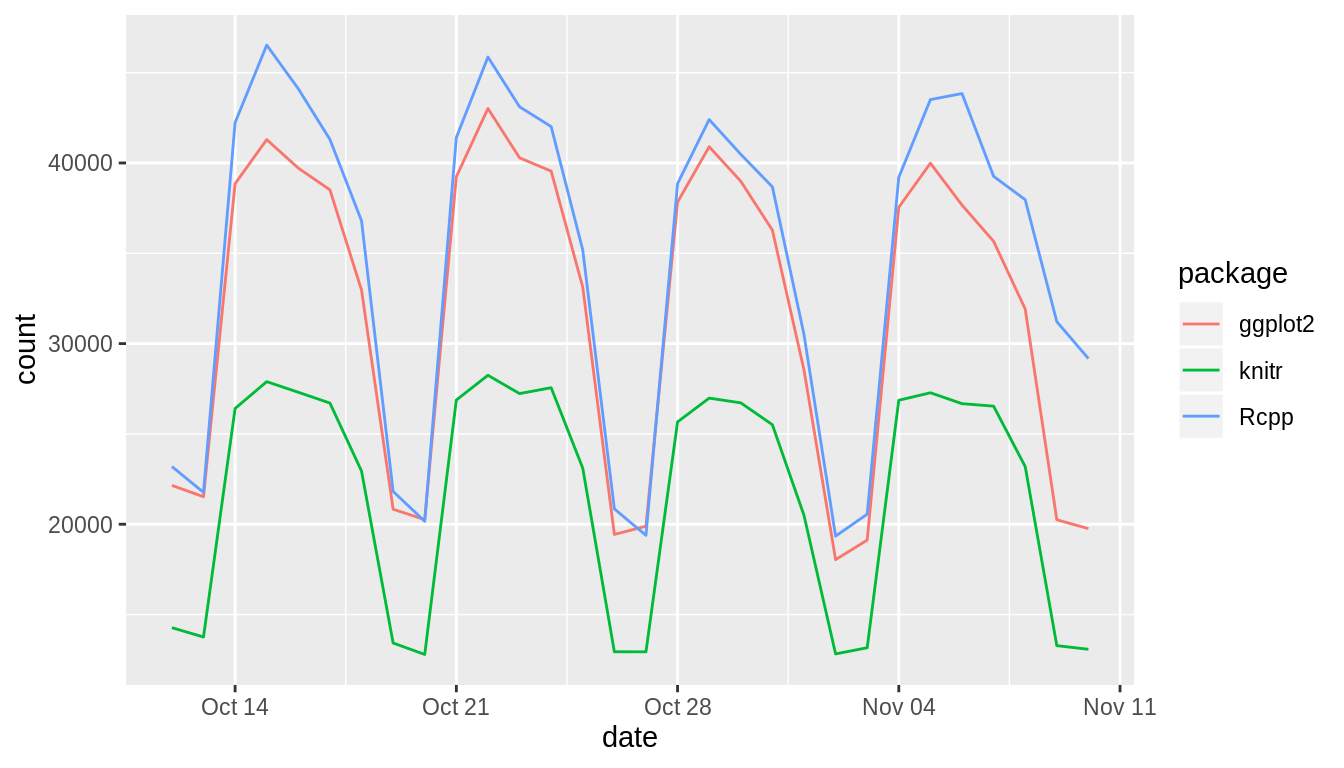 count
40000
30000
20000
Oct 14
Oct 21
Oct 28
Nov 04
Nov 11
date
package
ggplot2
knitr
Rcpp